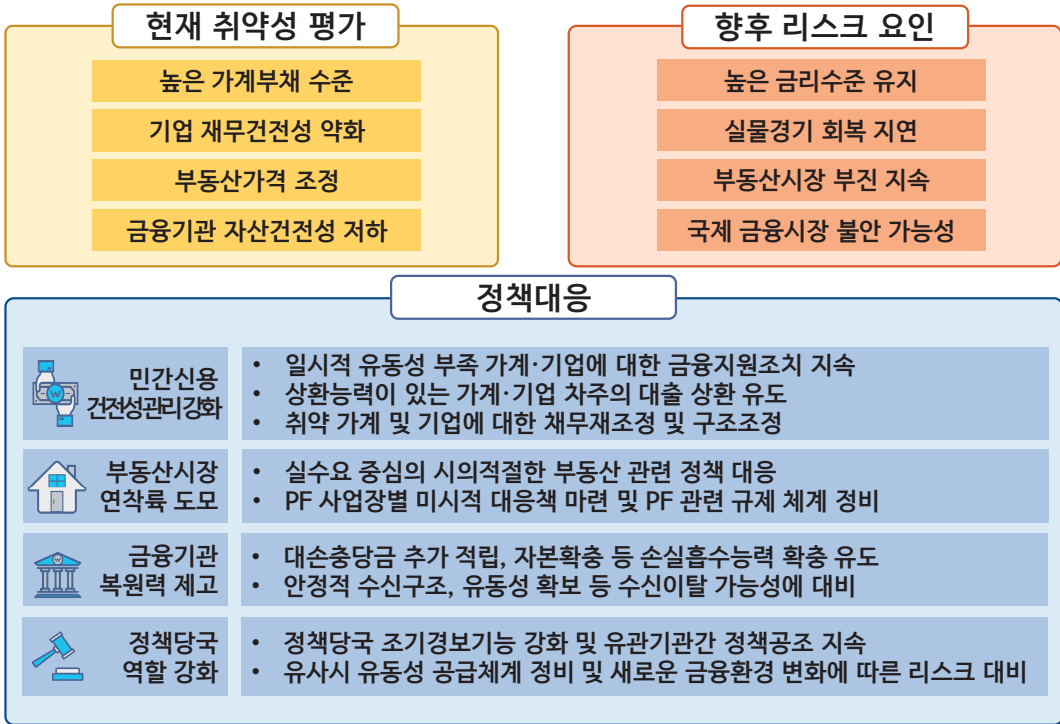 현재 취약성 평가
높은 가계부채 수준
기업 재무건전성 약화
부동산가격 조정
금융기관 자산건전성 저하
향후 리스크 요인
높은 금리수준 유지
실물경기 회복 지연
부동산시장 부진 지속
국제 금융시장 불안 가능성
정책대응
민간신용
건전성관리강화
• 일시적 유동성 부족 가계·기업에 대한 금융지원조치 지속
• 상환능력이 있는 가계·기업 차주의 대출 상환 유도
• 취약 가계 및 기업에 대한 채무재조정 및 구조조정
부동산시장
연착륙 도모
• 실수요 중심의 시의적절한 부동산 관련 정책 대응
• PF 사업장별 미시적 대응책 마련 및 PF 관련 규제 체계 정비
금융기관
복원력 제고
• 대손충당금 추가 적립, 자본확충 등 손실흡수능력 확충 유도
• 안정적 수신구조, 유동성 확보 등 수신이탈 가능성에 대비
정책당국
역할 강화
• 정책당국 조기경보기능 강화 및 유관기관간 정책공조 지속
• 유사시 유동성 공급체계 정비 및 새로운 금융환경 변화에 따른 리스크 대비